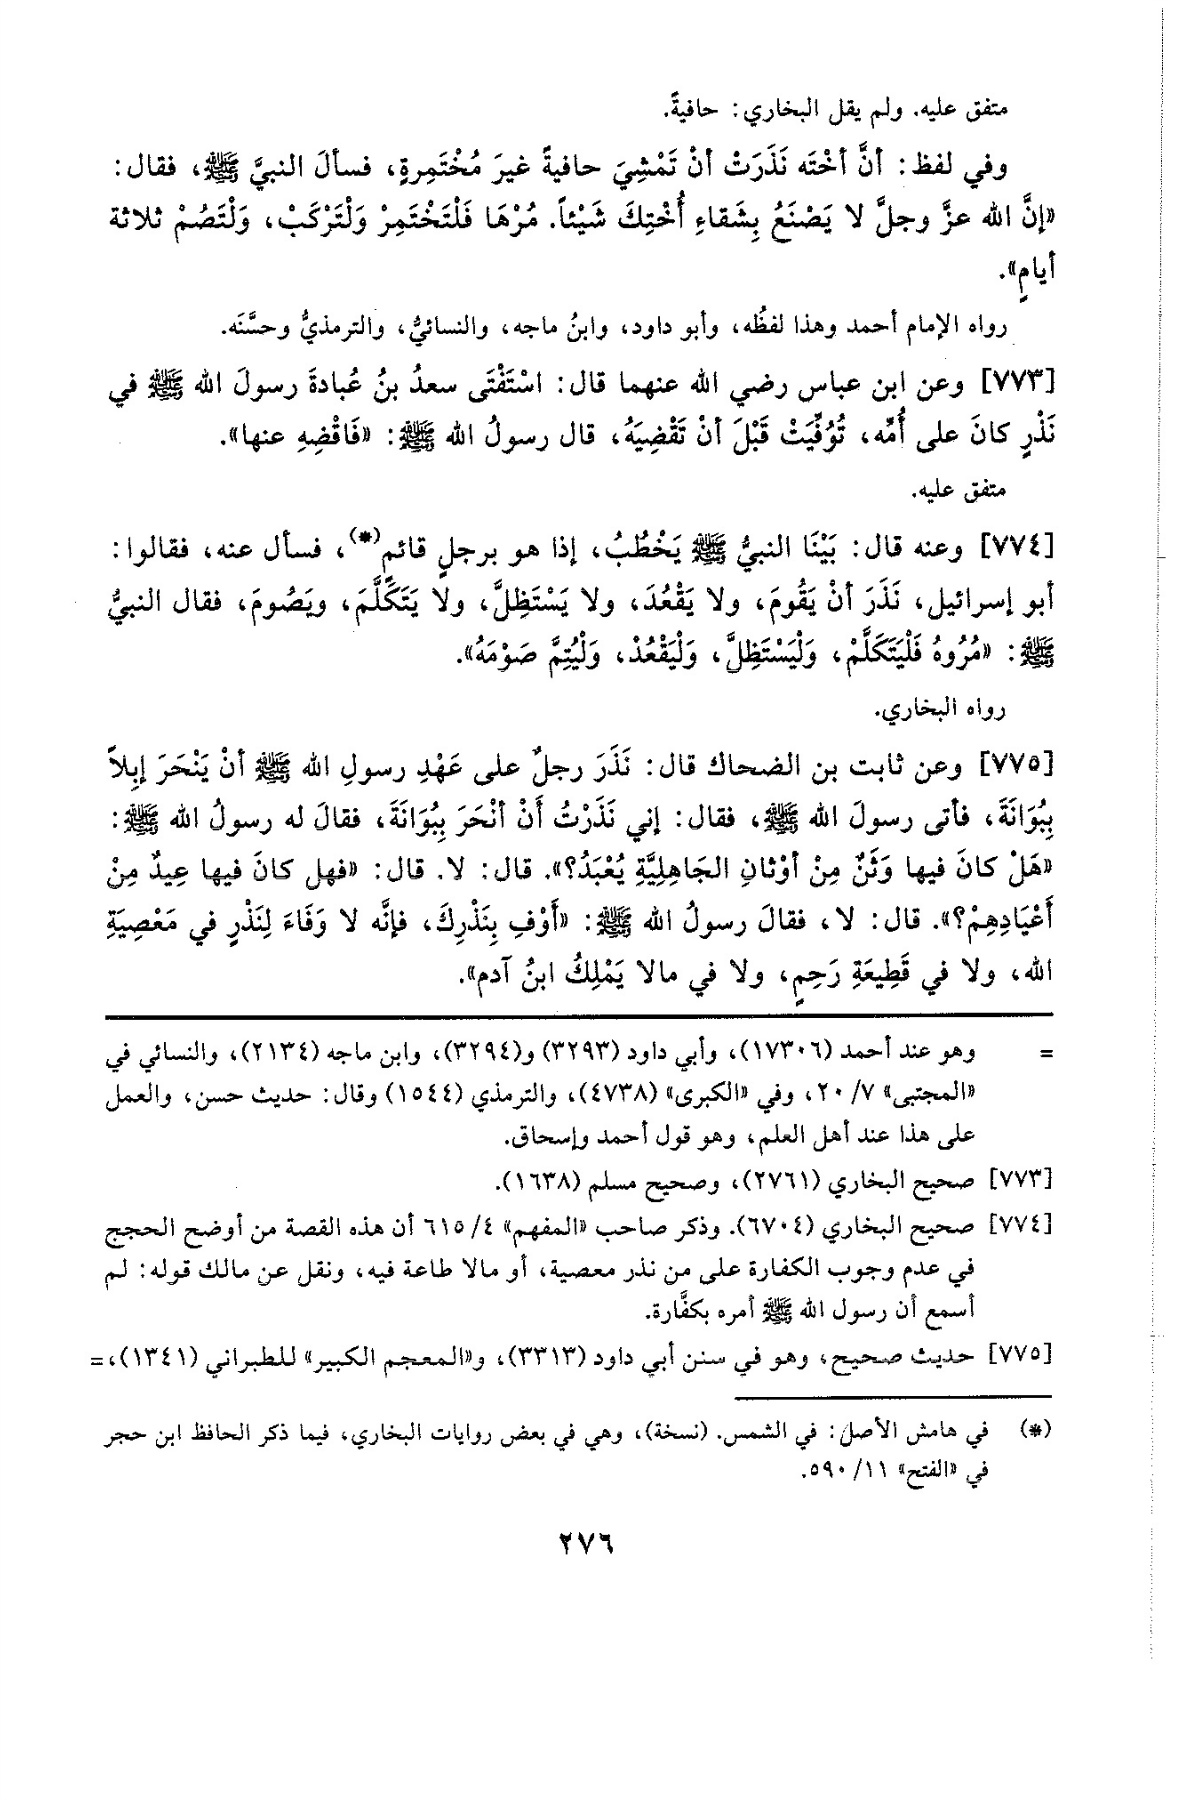 متفق عليه. ولم يقل البخاري: حافيةً.
وفي لفظ: أنَّ أخْتَه نَذَرَتْ أنْ تَمْشِيَ حافيةً غيرَ مُخْتَمِرةٍ، فسألَ النبيَّ ﷺ، فقال:
«إنَّ الله عزَّ وجلَّ لا يَصْنَعُ بِشَقاءِ أُخْتِكَ شَيْئاً. مُرْهَا فَلْتَخْتَمِرْ وَلْتَرْكَبْ، وَلْتَصُمْ ثلاثة
أيامٍ».
رواه الإمام أحمد وهذا لفظُه، وأبو داود، وابنُ ماجه، والنسائيُّ، والترمذيُّ وحسَّنَه.
[٧٧٣] وعن ابن عباس رضي الله عنهما قال: اسْتَفْتَى سعدُ بنُ عُبادةَ رسولَ الله ﷺ في
نَذْرٍ كانَ على أُمِّه، تُوُفِّيَتْ قَبْلَ أنْ تَقْضِيَهُ، قال رسولُ الله ﷺ: «فَاقْضِهِ عنها».
متفق عليه.
[٧٧٤] وعنه قال: بَيْنَا النبيُّ ﷺ يَخْطُبُ، إذا هو برجلٍ قائمٍ(*)، فسأل عنه، فقالوا:
أبو إسرائيل، نَذَرَ أنْ يَقُومَ، ولا يَقْعُدَ، ولا يَسْتَظِلَّ، ولا يَتَكَلَّمَ، ويَصُومَ، فقال النبيُّ
ﷺ: «مُرُوهُ فَلْيَتَكَلَّمْ، وَلْيَسْتَظِلَّ، وَلْيَقْعُدْ، وَلْيُتِمَّ صَوْمَهُ».
رواه البخاري.
[٧٧٥] وعن ثابت بن الضحاك قال: نَذَرَ رجلٌ على عَهْدِ رسولِ الله ﷺ أنْ يَنْحَرَ إبِلاً
بِبُوَانَةَ، فأتى رسولَ الله ﷺ، فقال: إني نَذَرْتُ أَنْ أنْحَرَ بِبُوَانَةَ، فقالَ له رسولُ الله ﷺ:
«هَلْ كانَ فيها وَثَنٌ مِنْ أوْثانِ الجَاهِلِيَّةِ يُعْبَدُ؟». قال: لا. قال: «فهل كانَ فيها عِيدٌ مِنْ
أَعْيَادِهِمْ؟». قال: لا، فقالَ رسولُ الله ﷺ: «أَوْفِ بِنَذْرِكَ، فإنَّه لا وَفَاءَ لِنَذْرٍ في مَعْصِيَةِ
الله، ولا في قَطِيعَةِ رَحِمٍ، ولا في مالا يَمْلِكُ ابنُ آدم».
= وهو عند أحمد (١٧٣٠٦)، وأبي داود (٣٢٩٣) و(٣٢٩٤)، وابن ماجه (٢١٣٤)، والنسائي في
«المجتبى» ٧/ ٢٠، وفي «الكبرى» (٤٧٣٨)، والترمذي (١٥٤٤) وقال: حديث حسن، والعمل
على هذا عند أهل العلم، وهو قول أحمد وإسحاق.
[٧٧٣] صحيح البخاري (٢٧٦١)، وصحيح مسلم (١٦٣٨).
[٧٧٤] صحيح البخاري (٦٧٠٤). وذكر صاحب «المفهم» ٤/ ٦١٥ أن هذه القصة من أوضح الحجج
في عدم وجوب الكفارة على من نذر معصية، أو مالا طاعة فيه، ونقل عن مالك قوله: لم
أسمع أن رسول الله ﷺ أمره بكفَّارة.
[٧٧٥] حديث صحيح، وهو في سنن أبي داود (٣٣١٣)، و«المعجم الكبير» للطبراني (١٣٤١)،=
(*) في هامش الأصل: في الشمس. (نسخة)، وهي في بعض روايات البخاري، فيما ذكر الحافظ ابن حجر
في «الفتح» ١١/ ٥٩٠.
٢٧٦